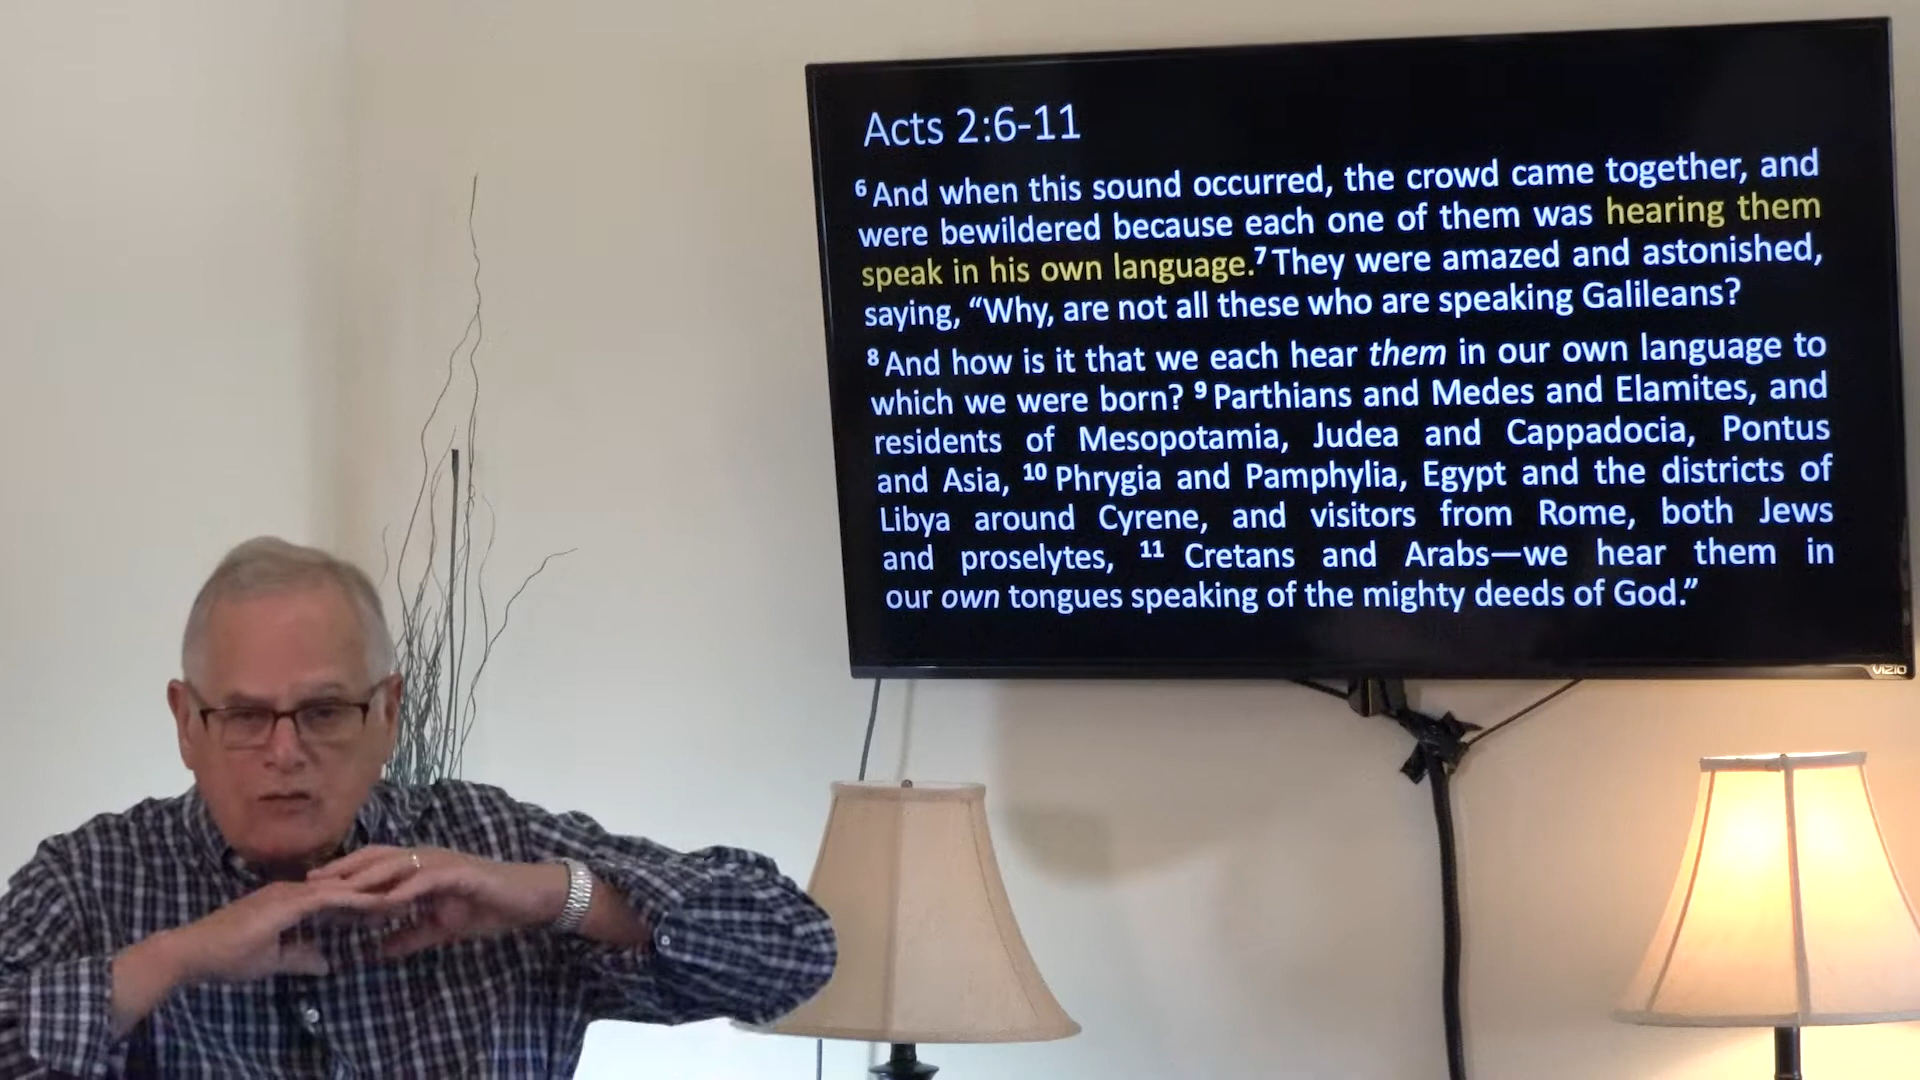 Acts 2:6-11
6 And when this sound occurred, the crowd came together, and
were bewildered because each one of them was hearing them
speak in his own language. 7 They were amazed and astonished,
saying, “Why, are not all these who are speaking Galileans?
8 And how is it that we each hear them in our own language to
which we were born? 9 Parthians and Medes and Elamites, and
residents of Mesopotamia, Judea and Cappadocia, Pontus
and Asia, 10 Phrygia and Pamphylia, Egypt and the districts of
Libya around Cyrene, and visitors from Rome, both Jews
and proselytes, 11 Cretans and Arabs—we hear them in
our own tongues speaking of the mighty deeds of God.”
VIZIO